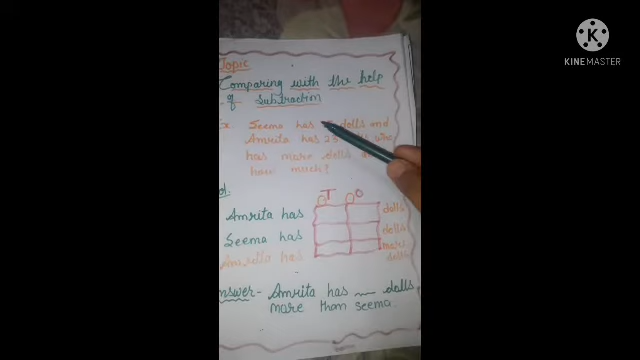 Topic
Comparing with the help
of Subtraction
Ex. Seema has dolls and
Amrita has 23 who
has more dolls
how much?
T O
Amrita has dolls
Seema has dolls
Amrita has more dolls
Answer - Amrita has __ dolls
more than Seema.
K
KINEMASTER